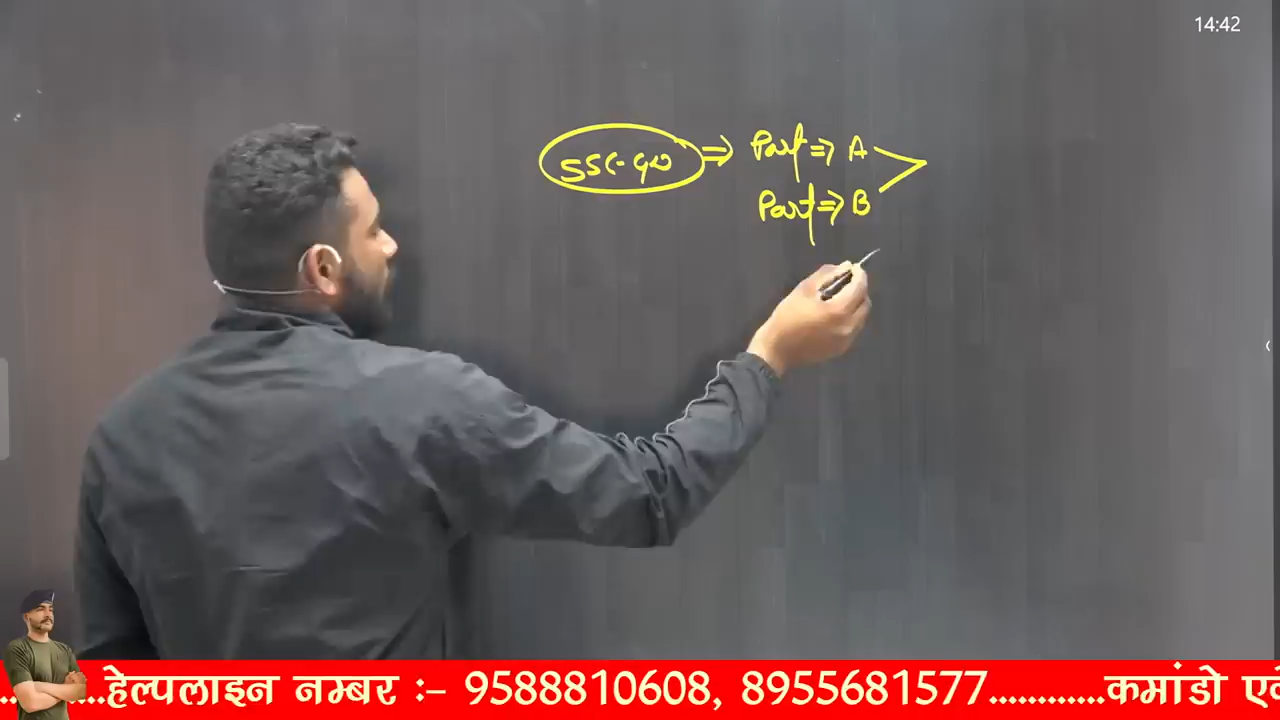 14:42
SSC-GD ⇒ Part ⇒ A
Part ⇒ B
..........हेल्पलाइन नम्बर :– 9588810608, 8955681577............कमांडो